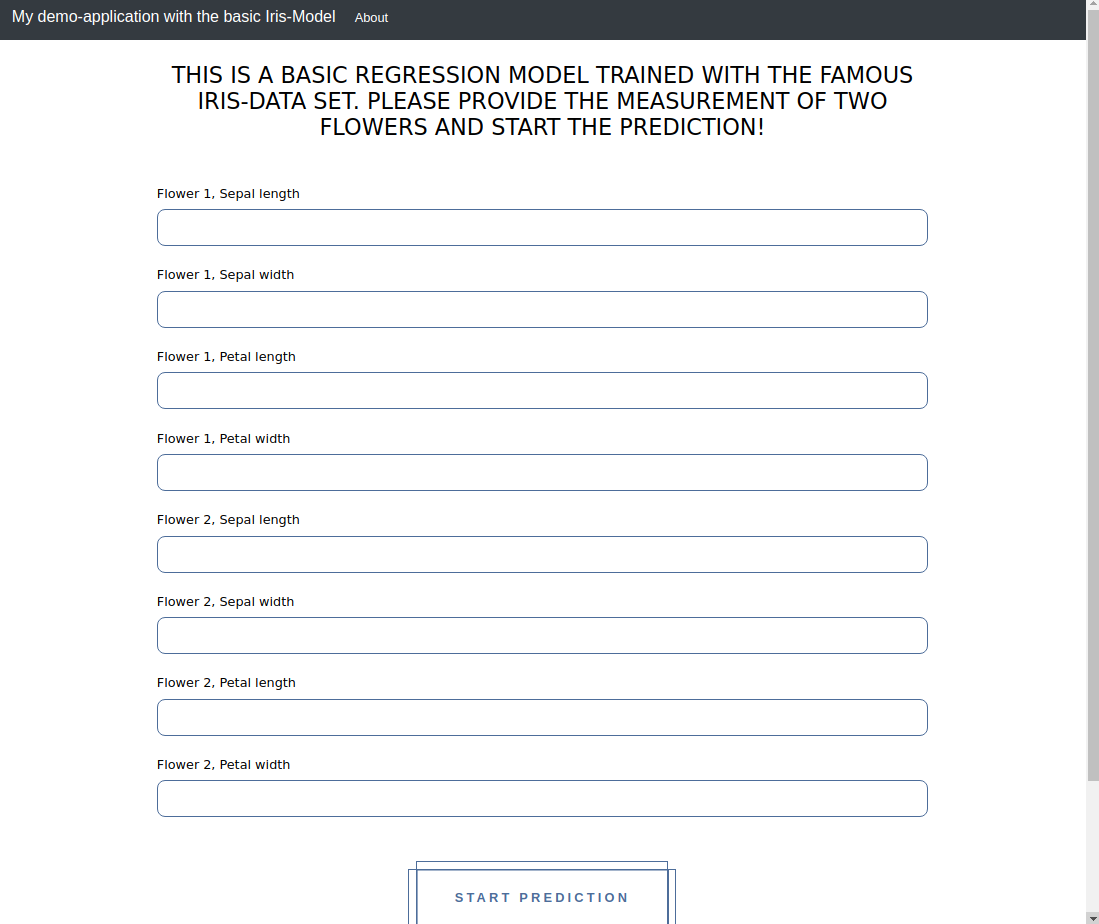 My demo-application with the basic Iris-Model About
THIS IS A BASIC REGRESSION MODEL TRAINED WITH THE FAMOUS
IRIS-DATA SET. PLEASE PROVIDE THE MEASUREMENT OF TWO
FLOWERS AND START THE PREDICTION!
Flower 1, Sepal length
Flower 1, Sepal width
Flower 1, Petal length
Flower 1, Petal width
Flower 2, Sepal length
Flower 2, Sepal width
Flower 2, Petal length
Flower 2, Petal width
START PREDICTION